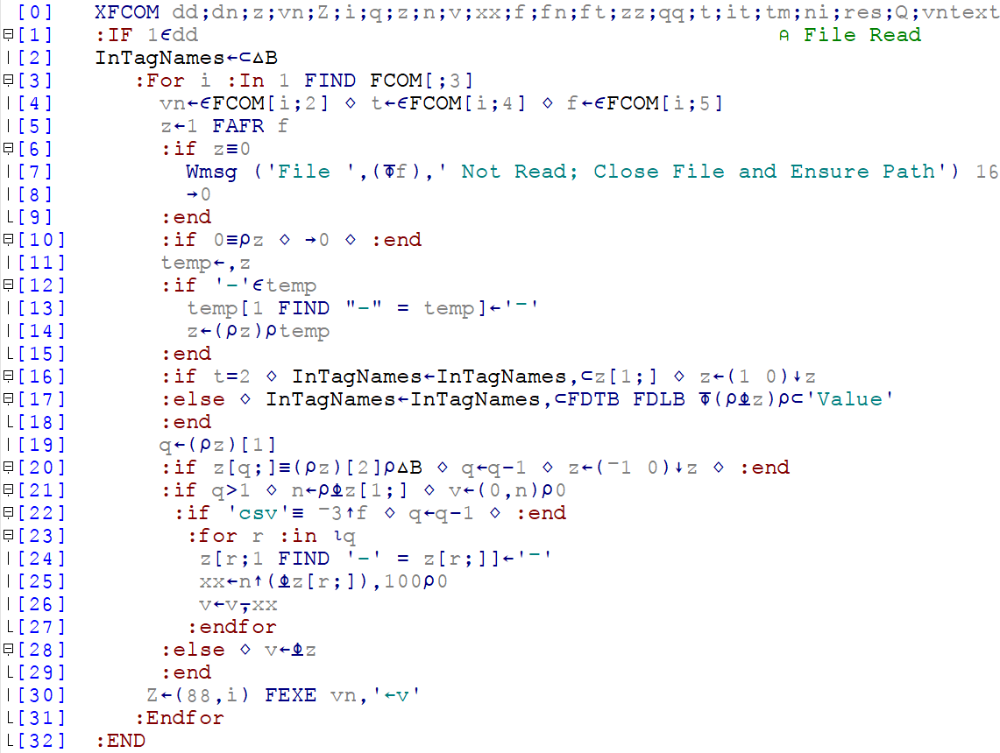 [0] XFCOM dd;dn;z;vn;Z;i;q;z;n;v;xx;f;fn;ft;zz;qq;t;it;tm;ni;res;Q;vntext
[1] :IF 1∊dd ⍝ File Read
[2] InTagNames←⊂∆B
[3] :For i :In 1 FIND FCOM[;3]
[4] vn←∊FCOM[i;2] ⋄ t←∊FCOM[i;4] ⋄ f←∊FCOM[i;5]
[5] z←1 FAFR f
[6] :if z≡0
[7] Wmsg ('File ',(⍕f),' Not Read; Close File and Ensure Path') 16
[8] →0
[9] :end
[10] :if 0≡⍴z ⋄ →0 ⋄ :end
[11] temp←,z
[12] :if '-'∊temp
[13] temp[1 FIND "-" = temp]←'¯'
[14] z←(⍴z)⍴temp
[15] :end
[16] :if t=2 ⋄ InTagNames←InTagNames,⊂z[1;] ⋄ z←(1 0)↓z
[17] :else ⋄ InTagNames←InTagNames,⊂FDTB FDLB ⍕(⍴⍎z)⍴⊂'Value'
[18] :end
[19] q←(⍴z)[1]
[20] :if z[q;]≡(⍴z)[2]⍴∆B ⋄ q←q-1 ⋄ z←(¯1 0)↓z ⋄ :end
[21] :if q>1 ⋄ n←⍴⍎z[1;] ⋄ v←(0,n)⍴0
[22] :if 'csv'≡ ¯3↑f ⋄ q←q-1 ⋄ :end
[23] :for r :in ⍳q
[24] z[r;1 FIND '-' = z[r;]]←'¯'
[25] xx←n↑(⍎z[r;]),100⍴0
[26] v←v⍪xx
[27] :endfor
[28] :else ⋄ v←⍎z
[29] :end
[30] Z←(88,i) FEXE vn,'←v'
[31] :Endfor
[32] :END